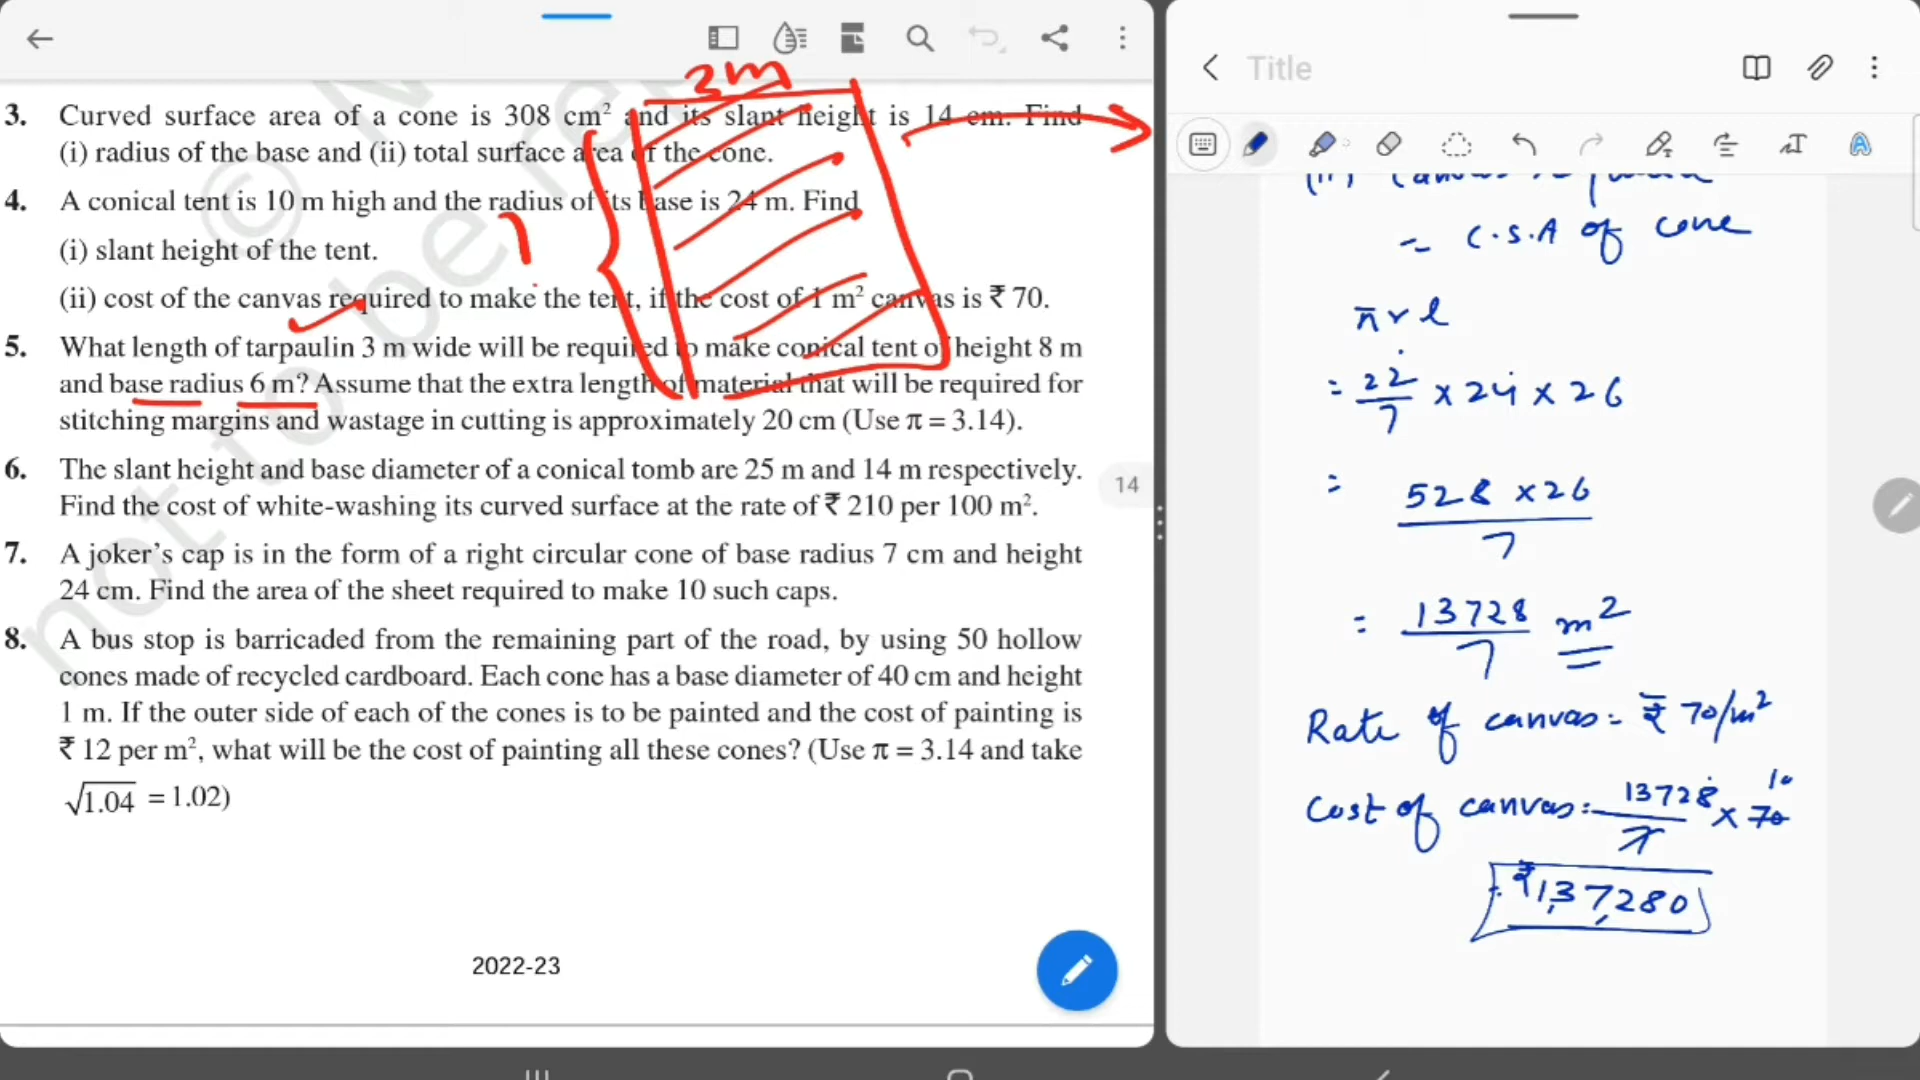 3m
3. Curved surface area of a cone is 308 cm² and its slant height is 14 cm. Find
(i) radius of the base and (ii) total surface area of the cone.
4. A conical tent is 10 m high and the radius of its base is 24 m. Find
(i) slant height of the tent.
(ii) cost of the canvas required to make the tent, if the cost of 1 m² canvas is ₹ 70.
5. What length of tarpaulin 3 m wide will be required to make conical tent of height 8 m
and base radius 6 m? Assume that the extra length of material that will be required for
stitching margins and wastage in cutting is approximately 20 cm (Use π = 3.14).
6. The slant height and base diameter of a conical tomb are 25 m and 14 m respectively.
Find the cost of white-washing its curved surface at the rate of ₹ 210 per 100 m².
7. A joker's cap is in the form of a right circular cone of base radius 7 cm and height
24 cm. Find the area of the sheet required to make 10 such caps.
8. A bus stop is barricaded from the remaining part of the road, by using 50 hollow
cones made of recycled cardboard. Each cone has a base diameter of 40 cm and height
1 m. If the outer side of each of the cones is to be painted and the cost of painting is
₹ 12 per m², what will be the cost of painting all these cones? (Use π = 3.14 and take
√1.04 = 1.02)
2022-23
14
not to be re
©
Title
= C.S.A of cone
πrl
= 22/7 × 24 × 26
= 528 × 26
7
= 13728 m²
7
Rate of canvas = ₹ 70/m²
10
Cost of canvas = 13728/7 × 70
= ₹1,37,280